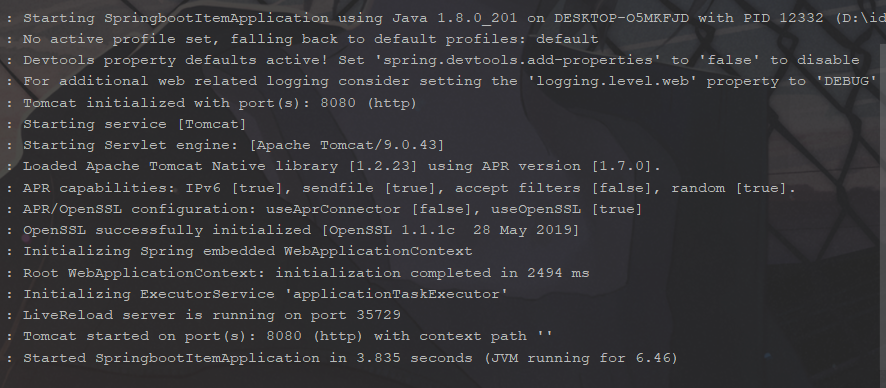 : Starting SpringbootItemApplication using Java 1.8.0_201 on DESKTOP-O5MKFJD with PID 12332 (D:\id
: No active profile set, falling back to default profiles: default
: Devtools property defaults active! Set 'spring.devtools.add-properties' to 'false' to disable
: For additional web related logging consider setting the 'logging.level.web' property to 'DEBUG'
: Tomcat initialized with port(s): 8080 (http)
: Starting service [Tomcat]
: Starting Servlet engine: [Apache Tomcat/9.0.43]
: Loaded Apache Tomcat Native library [1.2.23] using APR version [1.7.0].
: APR capabilities: IPv6 [true], sendfile [true], accept filters [false], random [true].
: APR/OpenSSL configuration: useAprConnector [false], useOpenSSL [true]
: OpenSSL successfully initialized [OpenSSL 1.1.1c  28 May 2019]
: Initializing Spring embedded WebApplicationContext
: Root WebApplicationContext: initialization completed in 2494 ms
: Initializing ExecutorService 'applicationTaskExecutor'
: LiveReload server is running on port 35729
: Tomcat started on port(s): 8080 (http) with context path ''
: Started SpringbootItemApplication in 3.835 seconds (JVM running for 6.46)